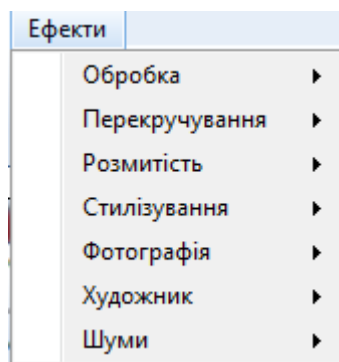 Ефекти
Обробка
Перекручування
Розмитість
Стилізування
Фотографія
Художник
Шуми